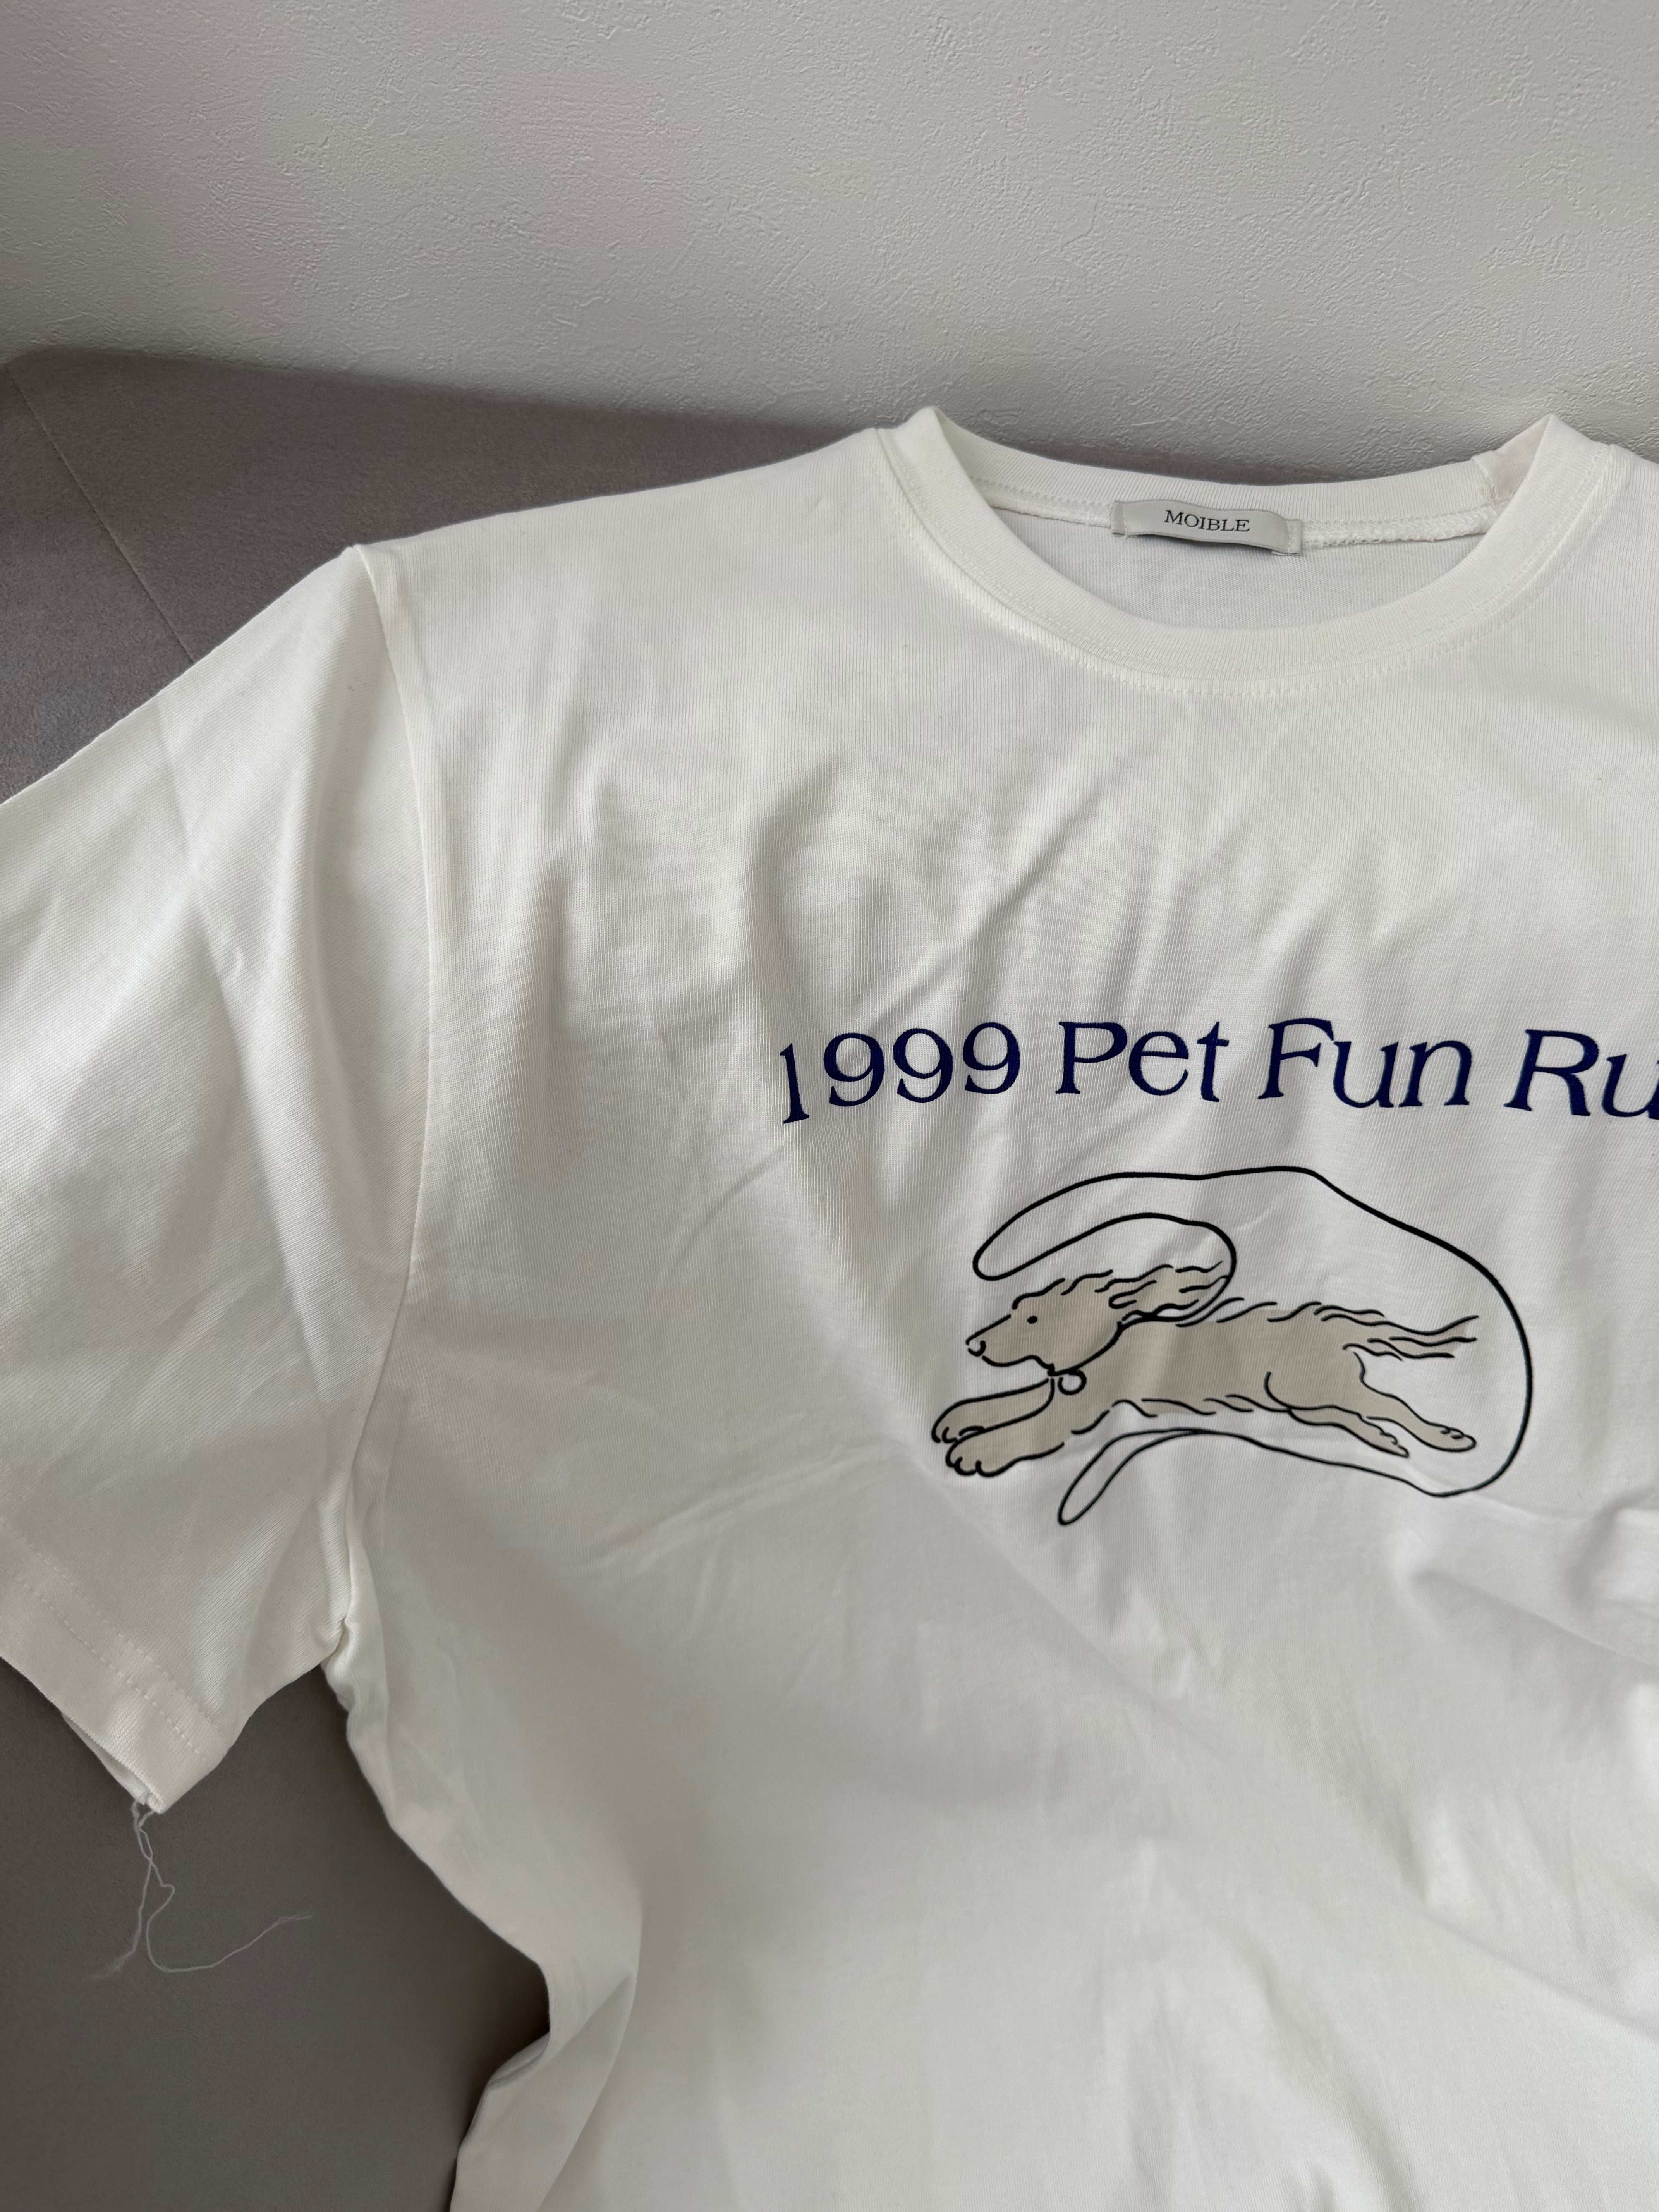 MOIBLE
1999 Pet Fun Ru